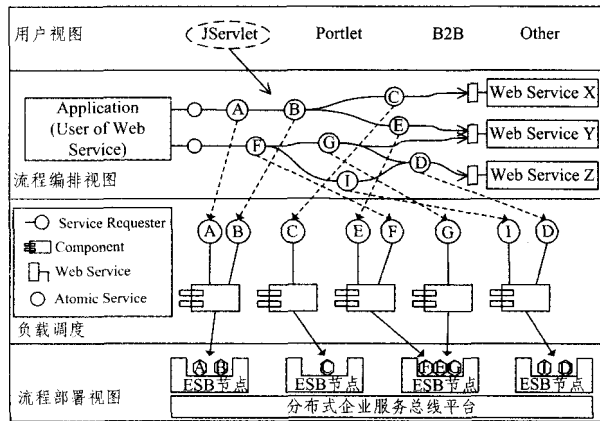 用户视图
JServlet
Portlet
B2B
Other
Application
(User of Web
Service)
A
B
C
E
F
G
I
D
Web Service X
Web Service Y
Web Service Z
流程编排视图
A
B
C
E
F
G
I
D
Service Requester
Component
Web Service
Atomic Service
负载调度
A
B
C
F
E
G
I
D
ESB节点
ESB节点
ESB节点
ESB节点
流程部署视图
分布式企业服务总线平台